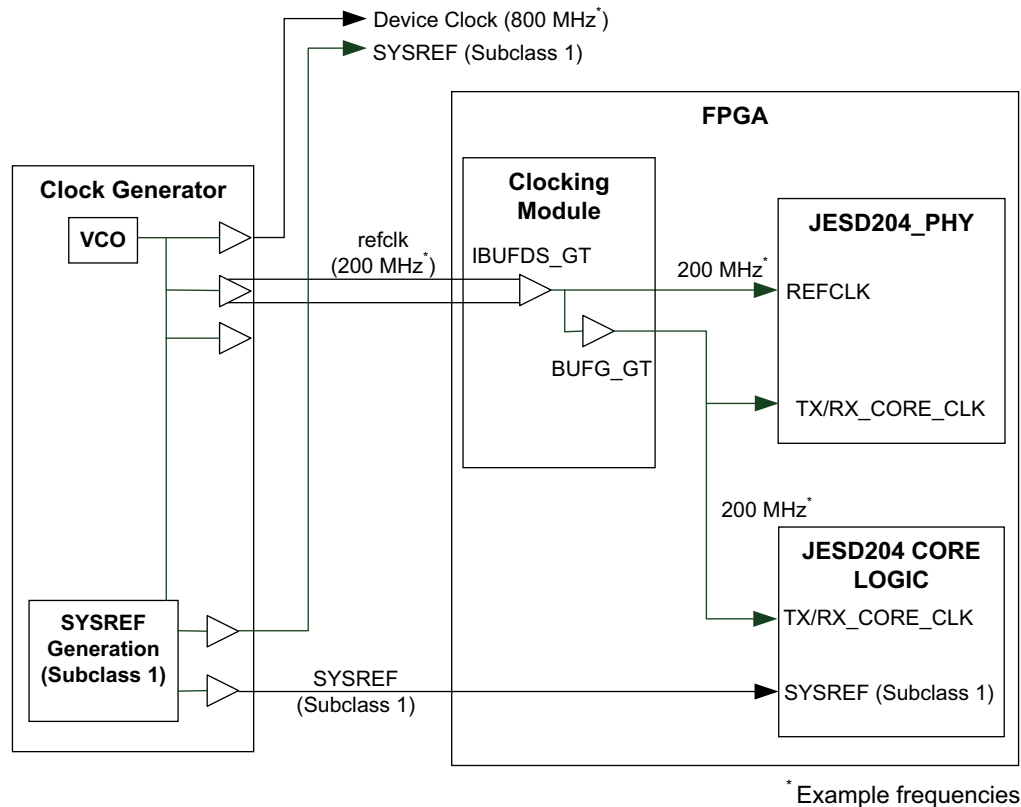 Device Clock (800 MHz*)
SYSREF (Subclass 1)
FPGA
Clock Generator
VCO
refclk
(200 MHz*)
Clocking
Module
IBUFDS_GT
BUFG_GT
200 MHz*
JESD204_PHY
REFCLK
TX/RX_CORE_CLK
200 MHz*
JESD204 CORE
LOGIC
TX/RX_CORE_CLK
SYSREF (Subclass 1)
SYSREF
Generation
(Subclass 1)
SYSREF
(Subclass 1)
* Example frequencies